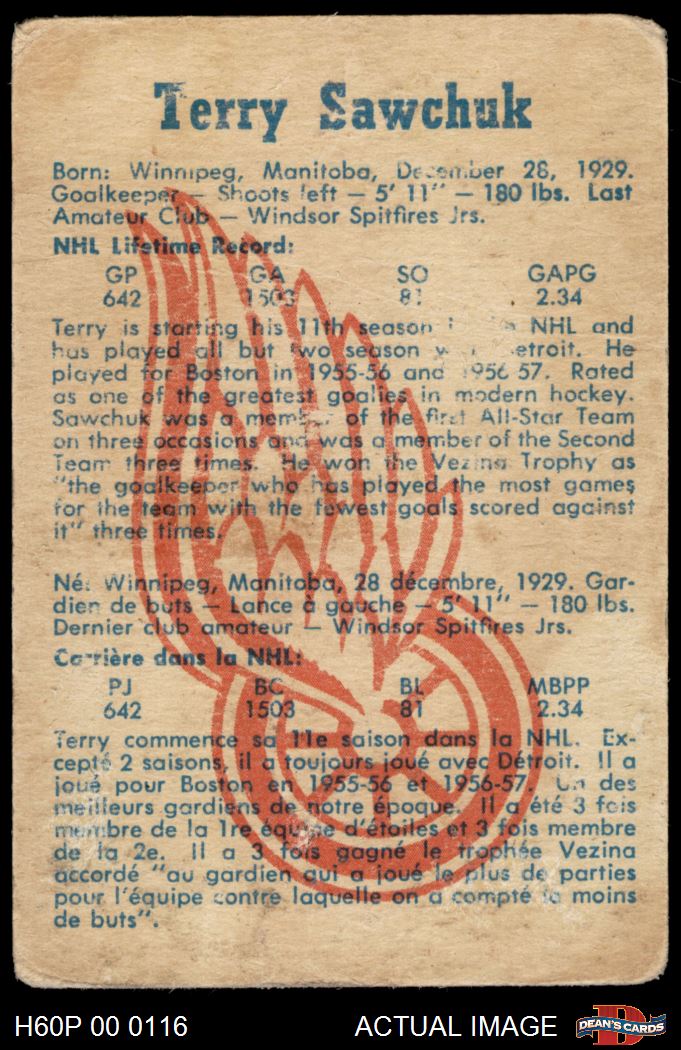 Terry Sawchuk
Born: Winnipeg, Manitoba, December 28, 1929.
Goalkeeper — Shoots left — 5' 11" — 180 lbs. Last
Amateur Club — Windsor Spitfires Jrs.
NHL Lifetime Record:
GP GA SO GAPG
642 1503 81 2.34
Terry is starting his 11th season NHL and
has played all but two season Detroit. He
played for Boston in 1955-56 and 1956 57. Rated
as one of the greatest goalies in modern hockey.
Sawchuk was a member of the first All-Star Team
on three occasions and was a member of the Second
Team three times. He won the Vezina Trophy as
"the goalkeeper who has played the most games
for the team with the fewest goals scored against
it" three times.
Né: Winnipeg, Manitoba, 28 décembre, 1929. Gar-
dien de buts — Lance à gauche — 5' 11" — 180 lbs.
Dernier club amateur — Windsor Spitfires Jrs.
Carrière dans la NHL:
PJ BC BL MBPP
642 1503 81 2.34
Terry commence sa 11e saison dans la NHL. Ex-
cepté 2 saisons, il a toujours joué avec Détroit. Il a
joué pour Boston en 1955-56 et 1956-57. Un des
meilleurs gardiens de notre époque. Il a été 3 fois
membre de la 1re équipe d'étoiles et 3 fois membre
de la 2e. Il a 3 fois gagné le trophée Vezina
accordé "au gardien qui a joué le plus de parties
pour l'équipe contre laquelle on a compté la moins
de buts".
H60P 00 0116 ACTUAL IMAGE DEAN'S CARDS